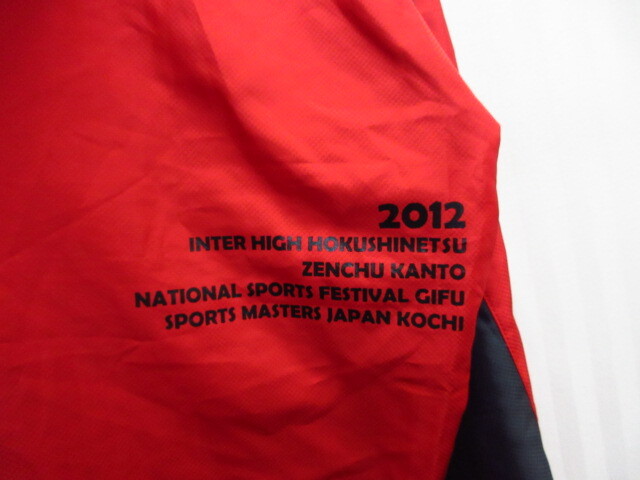 2012
INTER HIGH HOKUSHINETSU
ZENCHU KANTO
NATIONAL SPORTS FESTIVAL GIFU
SPORTS MASTERS JAPAN KOCHI